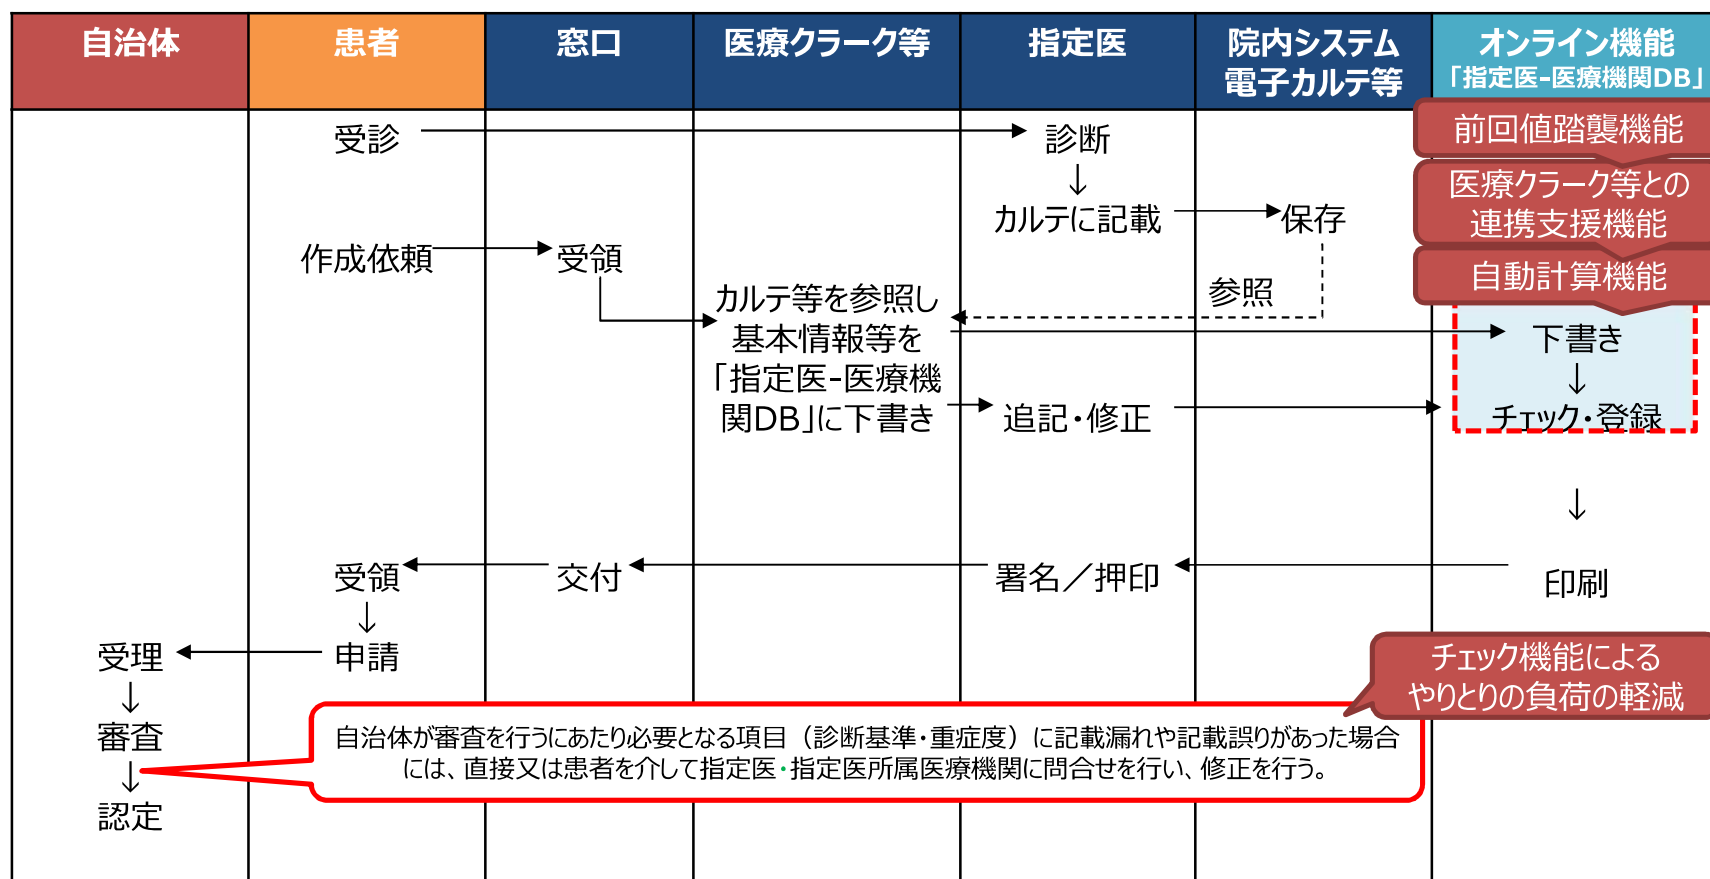 自治体
患者
窓口
医療クラーク等
指定医
院内システム
電子カルテ等
オンライン機能
「指定医-医療機関DB」
前回値踏襲機能
医療クラーク等との
連携支援機能
自動計算機能
受診
診断
↓
カルテに記載
保存
作成依頼
受領
参照
カルテ等を参照し
基本情報等を
「指定医-医療機
関DB」に下書き
下書き
↓
追記・修正
チェック・登録
↓
受領
交付
署名／押印
印刷
↓
受理
申請
チェック機能による
やりとりの負荷の軽減
↓
審査
自治体が審査を行うにあたり必要となる項目（診断基準・重症度）に記載漏れや記載誤りがあった場合
には、直接又は患者を介して指定医・指定医所属医療機関に問合せを行い、修正を行う。
↓
認定